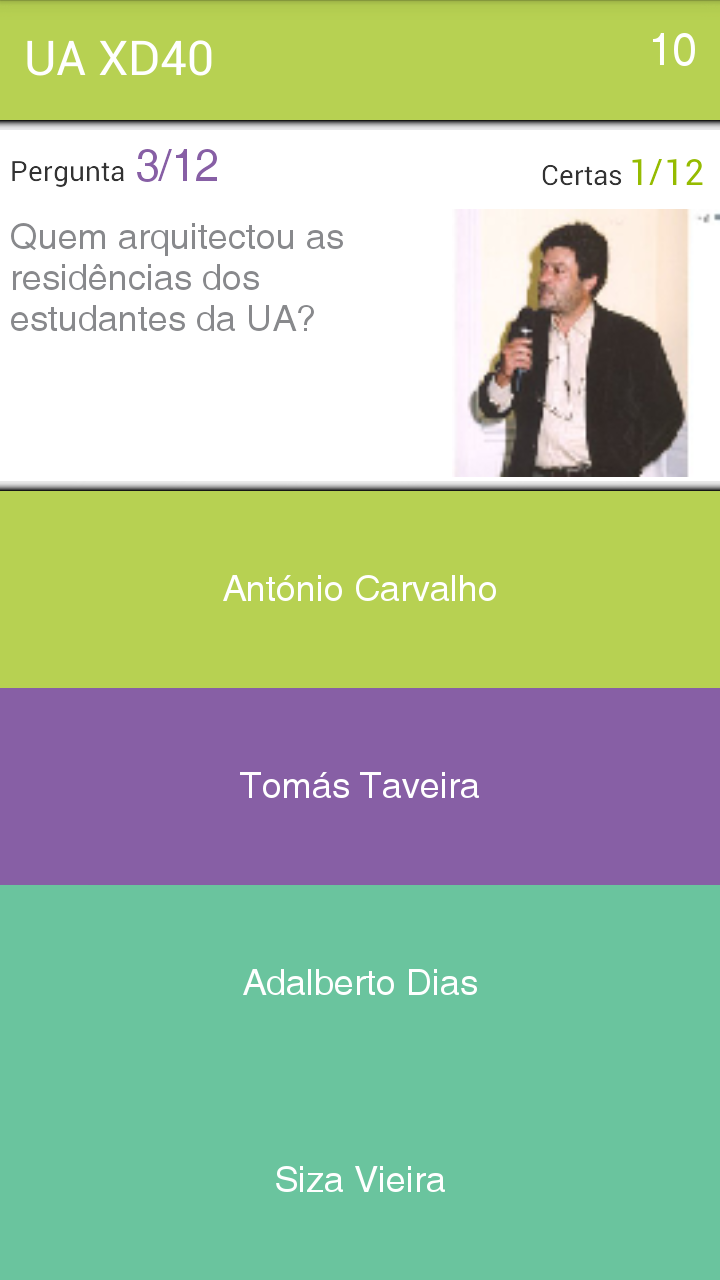 UA XD40
10
Pergunta 3/12
Certas 1/12
Quem arquitectou as
residências dos
estudantes da UA?
António Carvalho
Tomás Taveira
Adalberto Dias
Siza Vieira